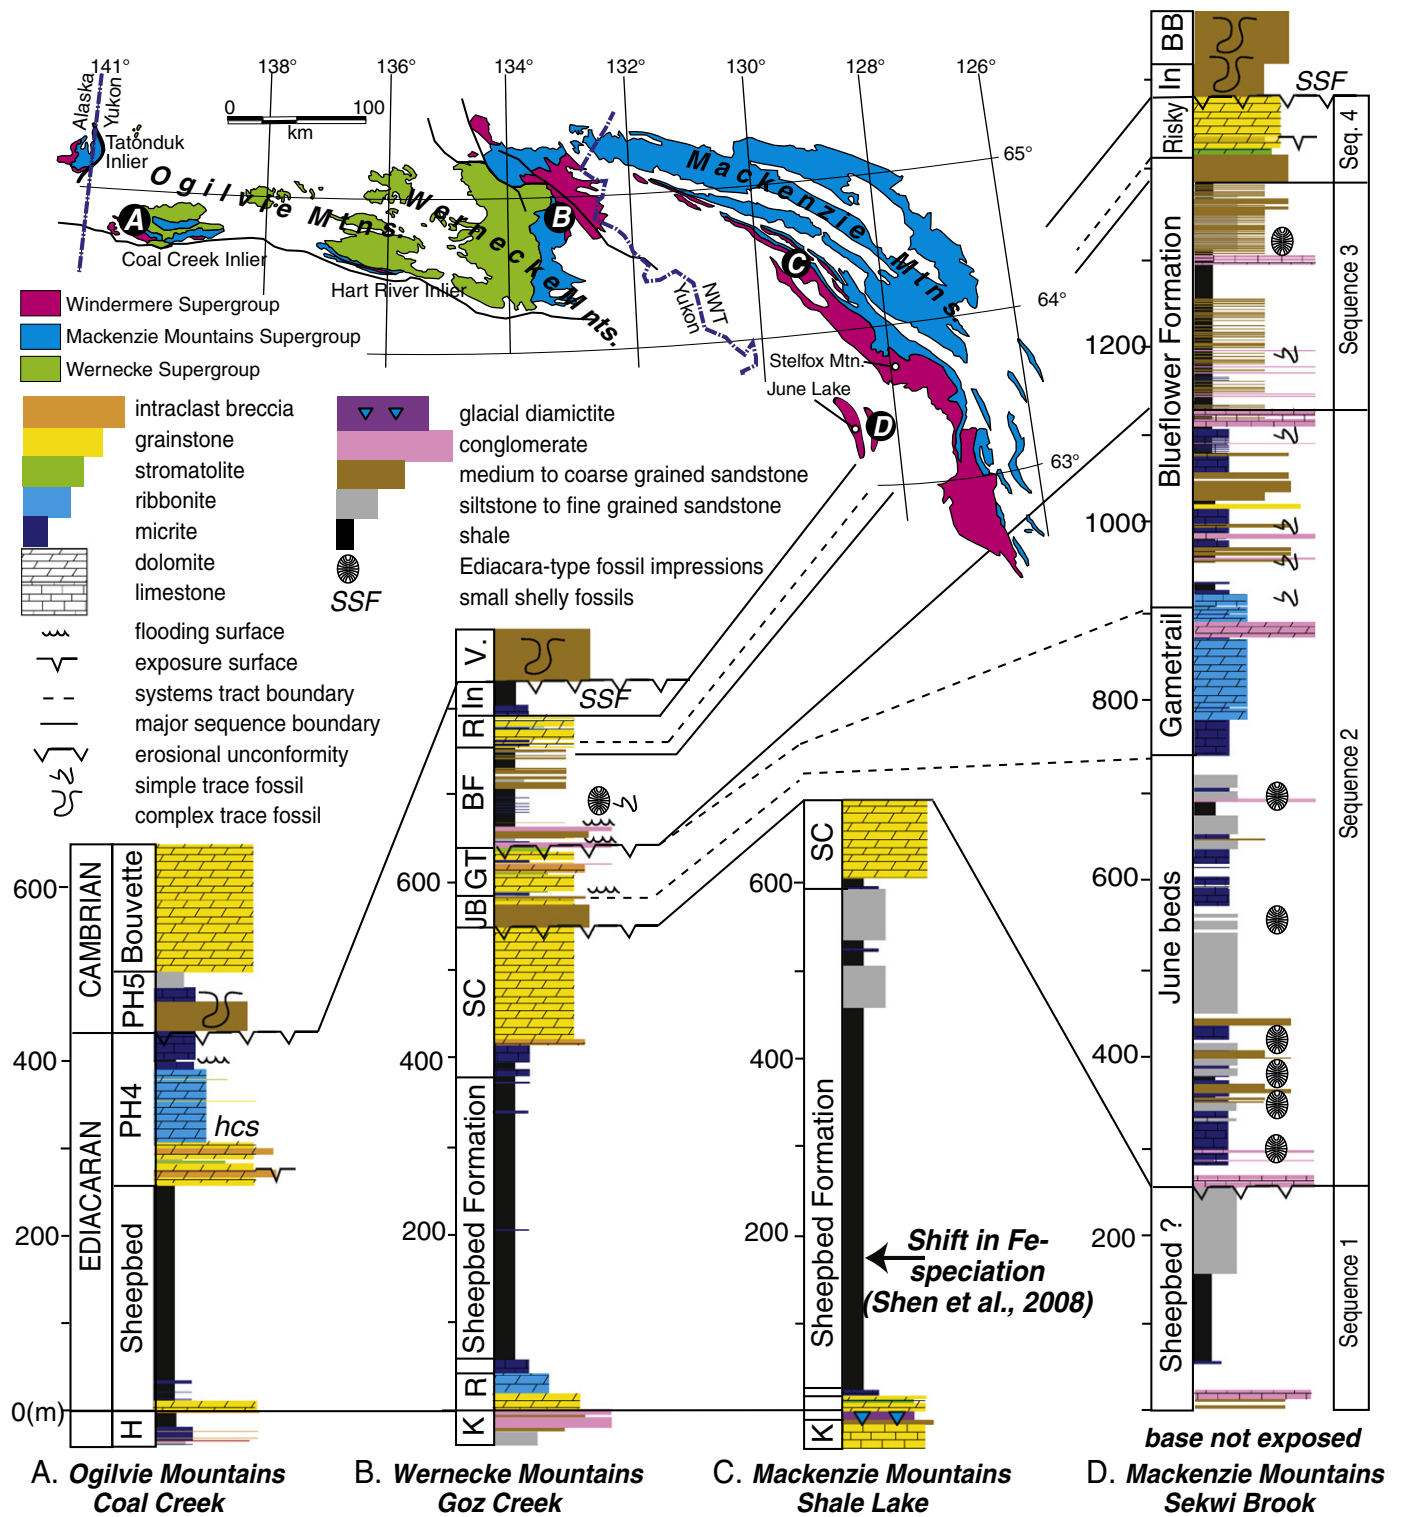 141°
138°
136°
134°
132°
130°
128°
126°
Alaska
Yukon
0 100
km
Tatonduk
Inlier
65°
Ogilvie Mtns.
Wernecke Mnts.
Mackenzie Mtns.
A
B
C
D
Coal Creek Inlier
Hart River Inlier
Yukon
NWT
64°
Stelfox Mtn.
June Lake
63°
Windermere Supergroup
Mackenzie Mountains Supergroup
Wernecke Supergroup
intraclast breccia
grainstone
stromatolite
ribbonite
micrite
dolomite
limestone
flooding surface
exposure surface
systems tract boundary
major sequence boundary
erosional unconformity
simple trace fossil
complex trace fossil
glacial diamictite
conglomerate
medium to coarse grained sandstone
siltstone to fine grained sandstone
shale
Ediacara-type fossil impressions
SSF small shelly fossils
600
400
200
0(m)
CAMBRIAN
EDIACARAN
Bouvette
PH5
PH4
Sheepbed
H
hcs
A. Ogilvie Mountains
Coal Creek
600
400
200
V.
In
R
BF
GT
JB
SC
Sheepbed Formation
R
K
SSF
B. Wernecke Mountains
Goz Creek
600
400
200
SC
Sheepbed Formation
K
Shift in Fe-
speciation
(Shen et al., 2008)
C. Mackenzie Mountains
Shale Lake
1200
1000
800
600
400
200
BB
In
Risky
Blueflower Formation
Gametrail
June beds
Sheepbed ?
SSF
Seq. 4
Sequence 3
Sequence 2
Sequence 1
base not exposed
D. Mackenzie Mountains
Sekwi Brook